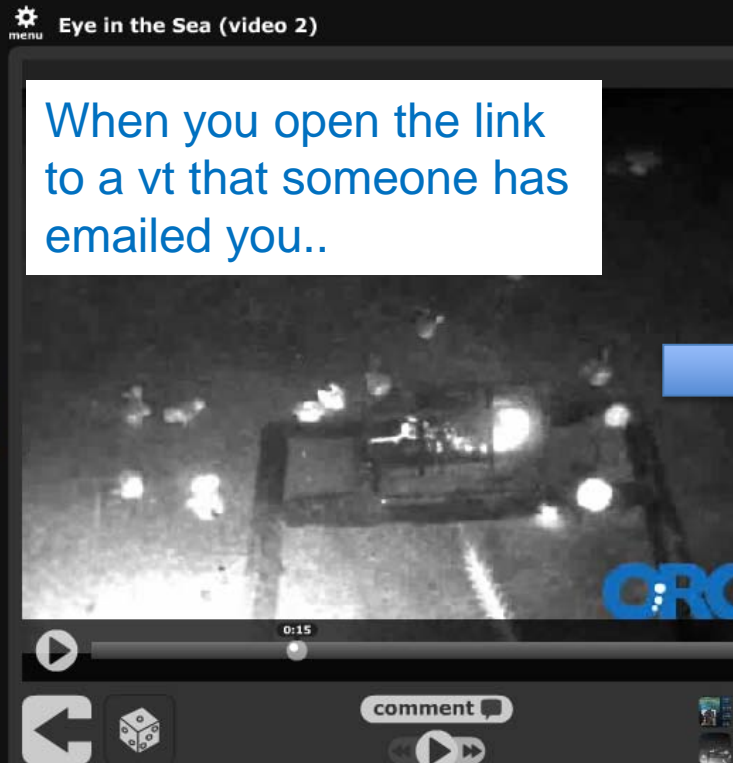 menu Eye in the Sea (video 2)
When you open the link
to a vt that someone has
emailed you..
0:15
comment